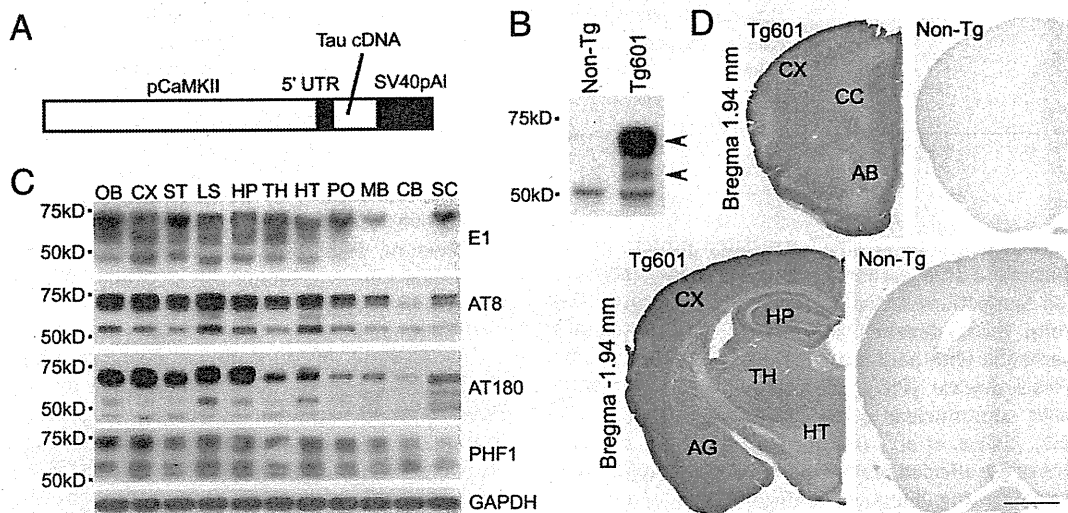 A
Tau cDNA
pCaMKII
5' UTR
SV40pAI
B
Non-Tg
Tg601
75kD
50kD
C
OB CX ST LS HP TH HT PO MB CB SC
75kD
50kD
E1
75kD
50kD
AT8
75kD
50kD
AT180
75kD
50kD
PHF1
GAPDH
D
Tg601
Non-Tg
Bregma 1.94 mm
CX
CC
AB
Tg601
Non-Tg
Bregma -1.94 mm
CX
HP
TH
AG
HT